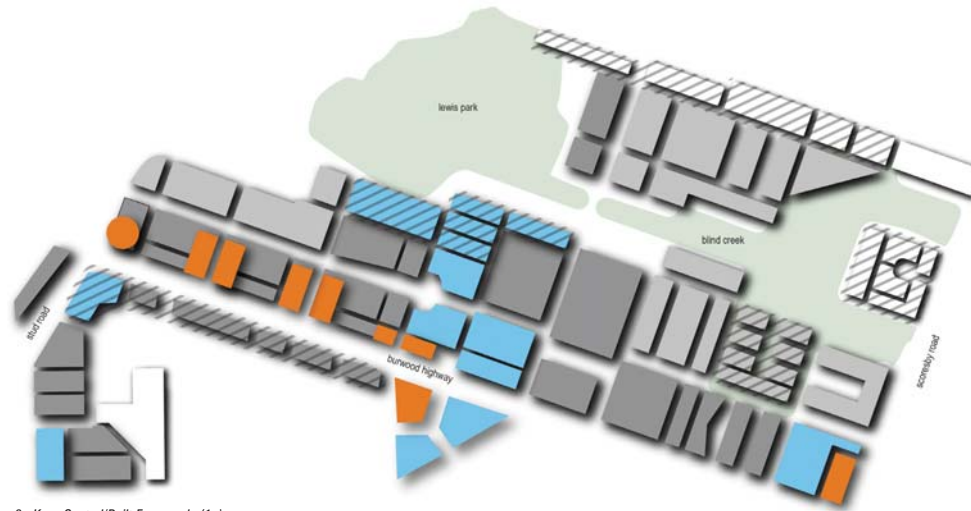 lewis park
blind creek
stud road
scoresby road
burwood highway